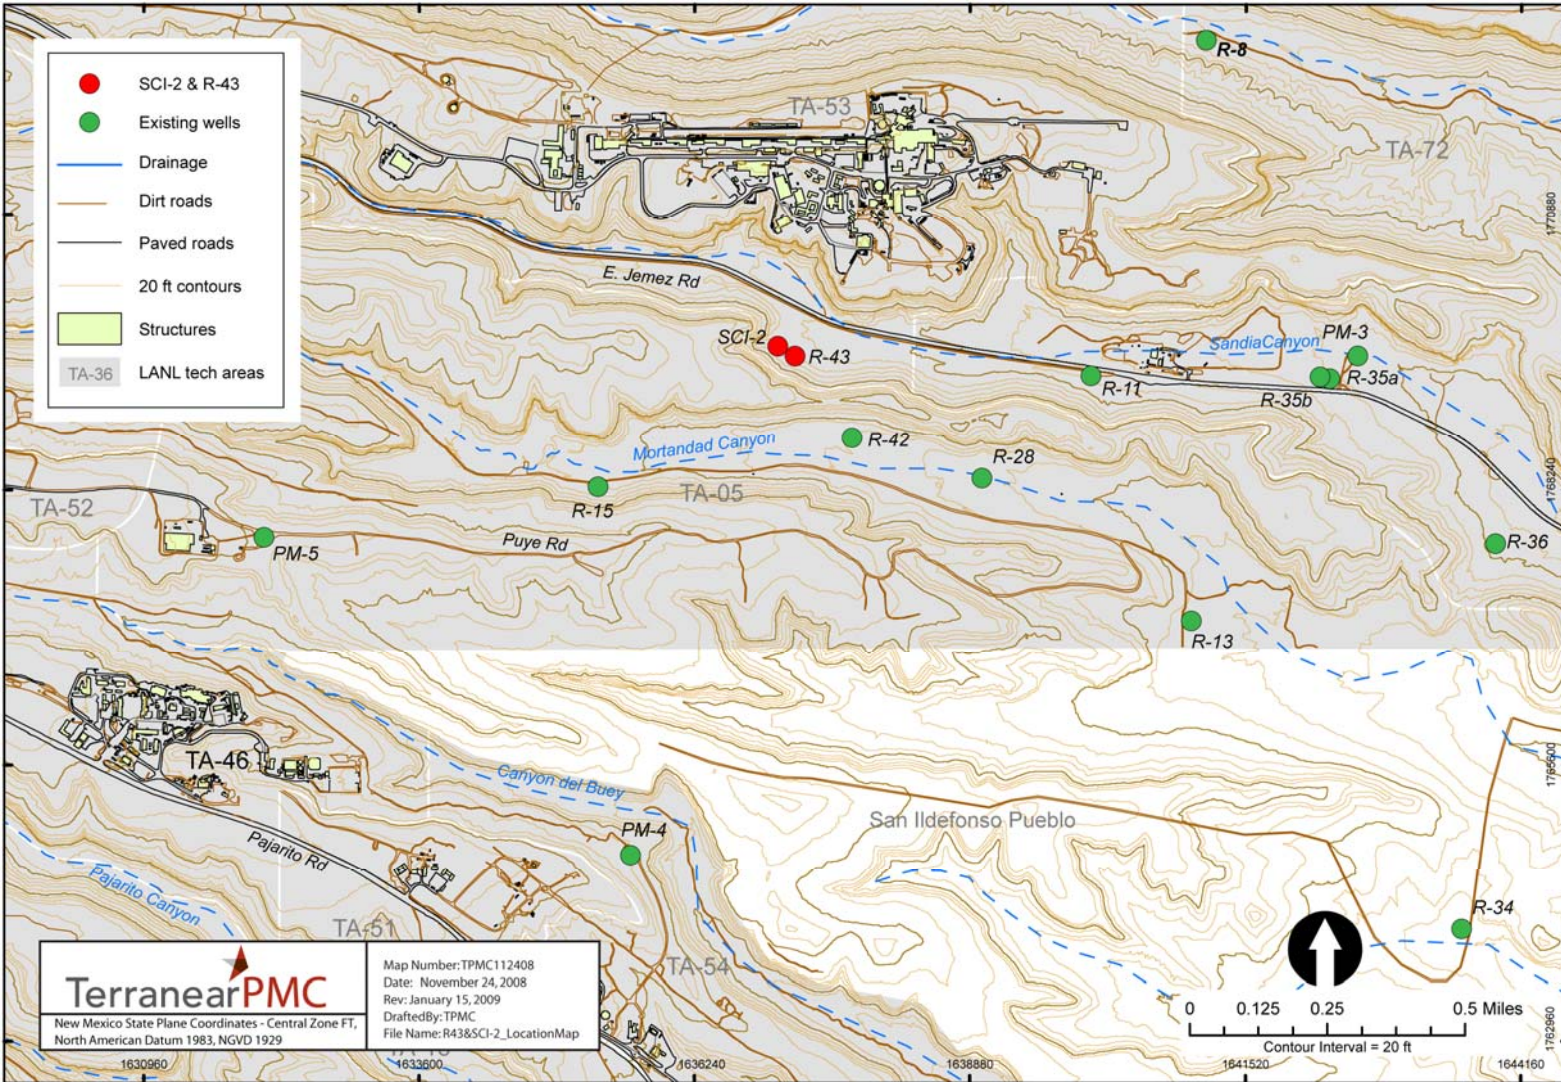 SCI-2 & R-43
Existing wells
Drainage
Dirt roads
Paved roads
20 ft contours
Structures
TA-36 LANL tech areas
R-8
TA-53
TA-72
1770880
E. Jemez Rd
SCI-2
R-43
SandiaCanyon
PM-3
R-11
R-35a
R-35b
Mortandad Canyon
R-42
R-28
1768240
TA-52
R-15
TA-05
PM-5
Puye Rd
R-36
R-13
TA-46
1765600
Canyon del Buey
PM-4
San Ildefonso Pueblo
Pajarito Rd
Pajarito Canyon
R-34
TA-51
TA-54
TerranearPMC
New Mexico State Plane Coordinates - Central Zone FT,
North American Datum 1983, NGVD 1929
Map Number:TPMC112408
Date: November 24, 2008
Rev: January 15, 2009
DraftedBy: TPMC
File Name: R43&SCI-2_LocationMap
0 0.125 0.25 0.5 Miles
Contour Interval = 20 ft
1762960
1630960 1633600 1636240 1638880 1641520 1644160